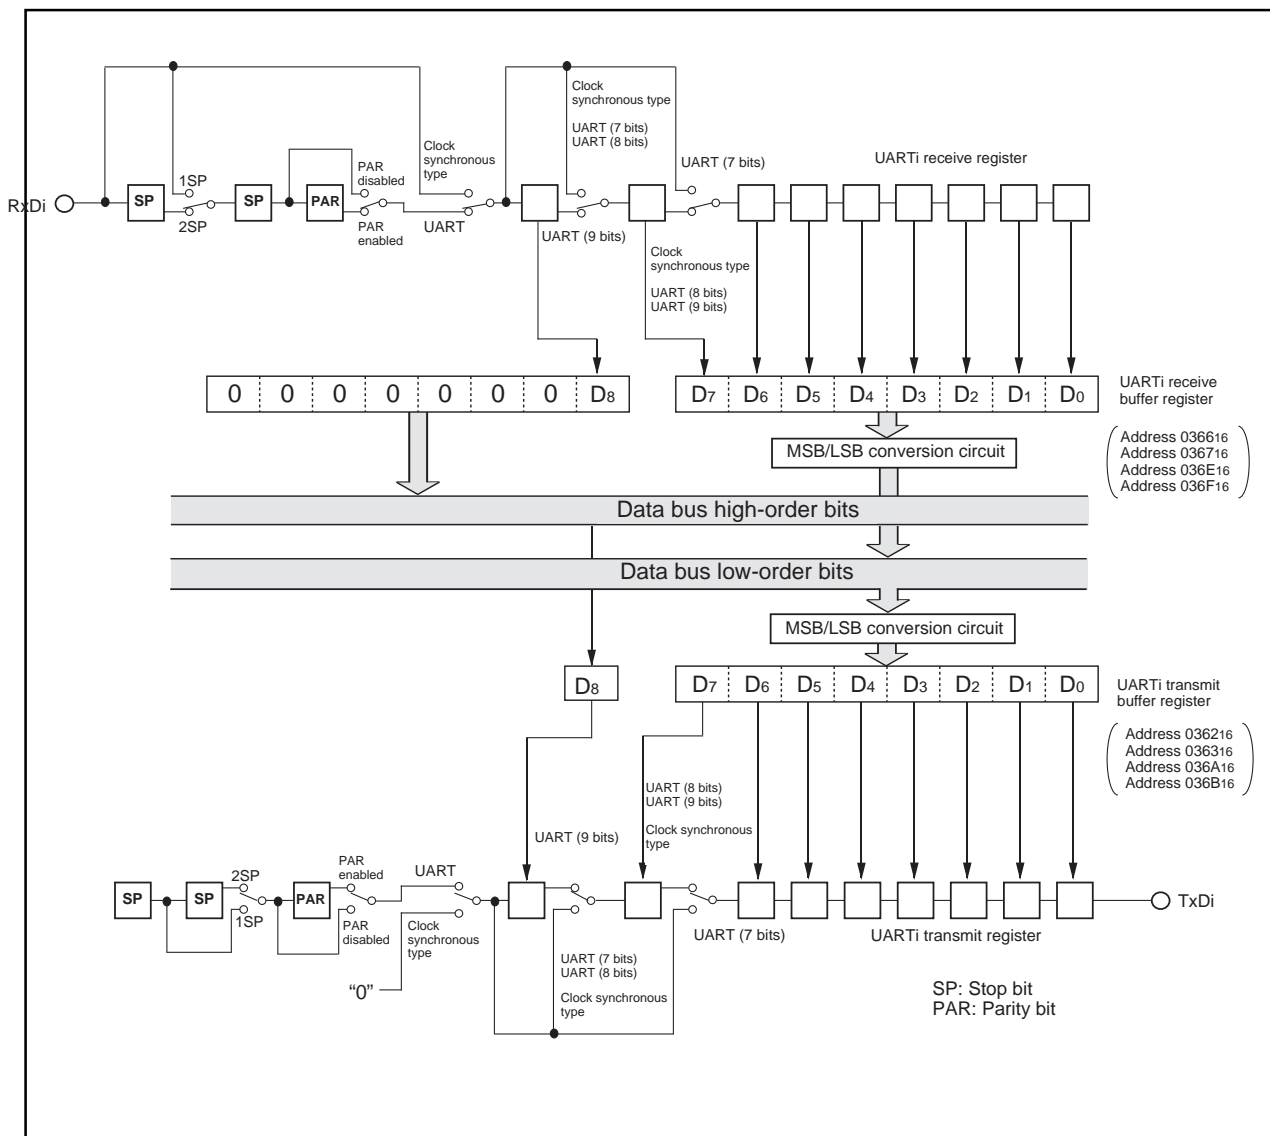 Clock
synchronous type
UART (7 bits)
UART (8 bits)
Clock
synchronous
type
UART (7 bits)
UARTi receive register
PAR
disabled
1SP
RxDi
SP
SP
PAR
2SP
PAR
enabled
UART
UART (9 bits)
Clock
synchronous type
UART (8 bits)
UART (9 bits)
0 0 0 0 0 0 0 D8
D7 D6 D5 D4 D3 D2 D1 D0
UARTi receive
buffer register
MSB/LSB conversion circuit
Address 036616
Address 036716
Address 036E16
Address 036F16
Data bus high-order bits
Data bus low-order bits
MSB/LSB conversion circuit
D8
D7 D6 D5 D4 D3 D2 D1 D0
UARTi transmit
buffer register
Address 036216
Address 036316
Address 036A16
Address 036B16
UART (8 bits)
UART (9 bits)
Clock synchronous
type
UART (9 bits)
PAR
enabled
UART
2SP
SP
SP
PAR
TxDi
1SP
PAR
disabled
Clock
synchronous
type
UART (7 bits)
UARTi transmit register
UART (7 bits)
UART (8 bits)
Clock synchronous
type
“0”
SP: Stop bit
PAR: Parity bit